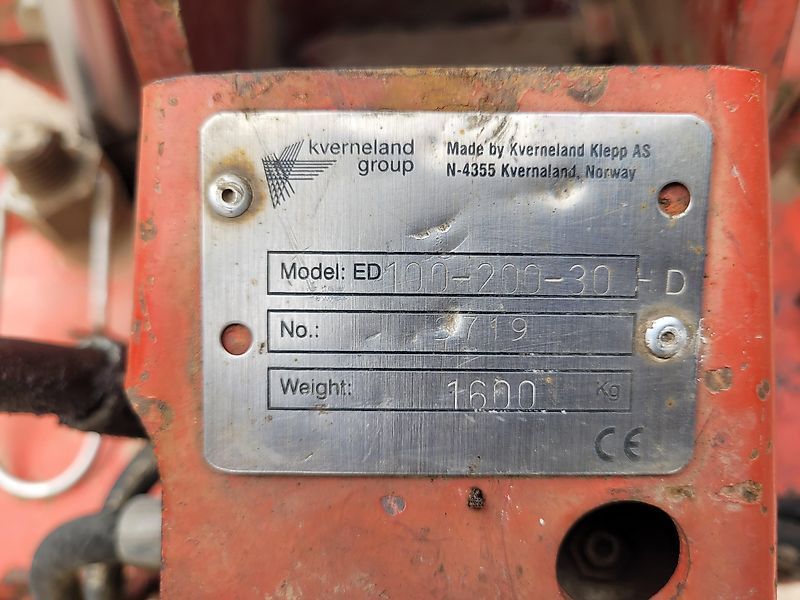 kverneland
group
Made by Kverneland Klepp AS
N-4355 Kvernaland, Norway
Model: ED 100-200-30 - D
No.: 3719
Weight: 1600 Kg
CE